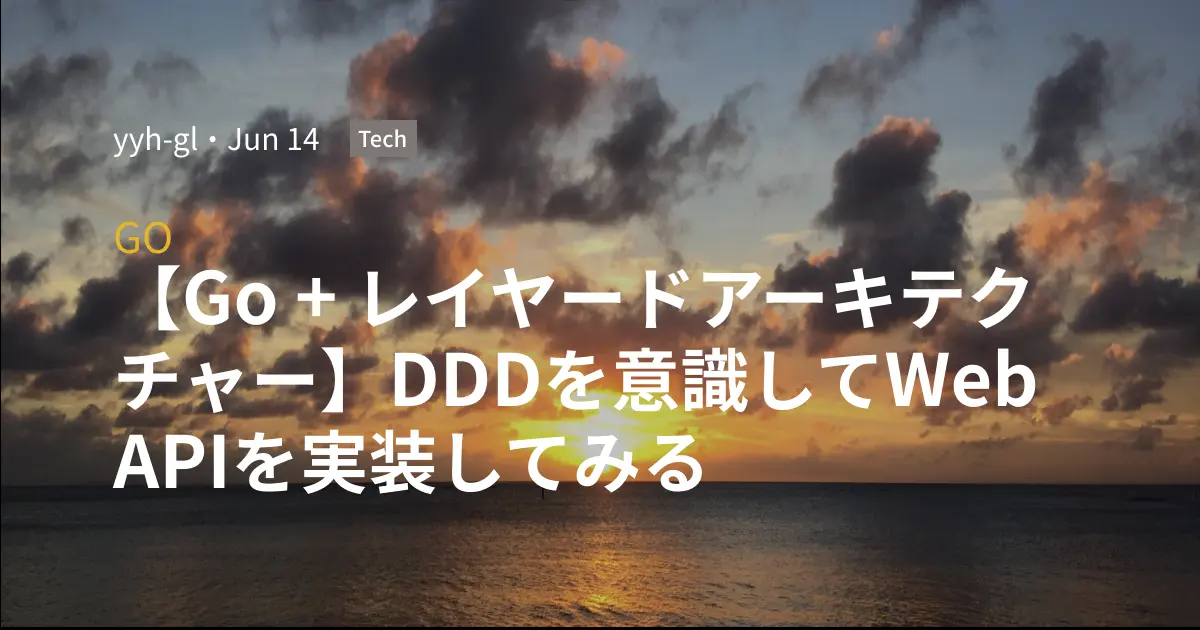 yyh-gl・Jun 14 Tech
GO
【Go + レイヤードアーキテク
チャー】DDDを意識してWeb
APIを実装してみる